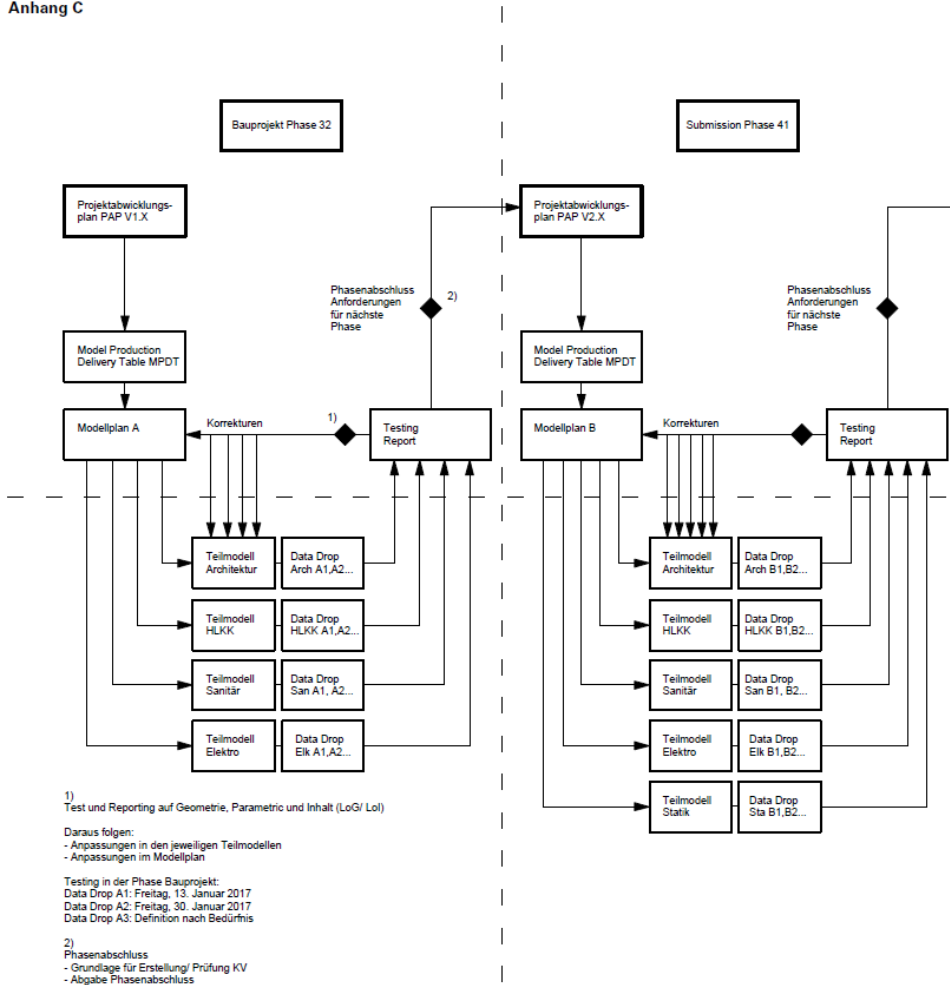 Anhang C
Bauprojekt Phase 32
Submission Phase 41
Projektabwicklungs-
plan PAP V1.X
Projektabwicklungs-
plan PAP V2.X
Phasenabschluss
Anforderungen
für nächste
Phase
2)
Phasenabschluss
Anforderungen
für nächste
Phase
Model Production
Delivery Table MPDT
Model Production
Delivery Table MPDT
Modellplan A
Korrekturen
1)
Testing
Report
Modellplan B
Korrekturen
Testing
Report
Teilmodell
Architektur
Data Drop
Arch A1,A2...
Teilmodell
Architektur
Data Drop
Arch B1,B2...
Teilmodell
HLKK
Data Drop
HLKK A1,A2...
Teilmodell
HLKK
Data Drop
HLKK B1,B2...
Teilmodell
Sanitär
Data Drop
San A1, A2...
Teilmodell
Sanitär
Data Drop
San B1, B2...
Teilmodell
Elektro
Data Drop
Elk A1,A2...
Teilmodell
Elektro
Data Drop
Elk B1,B2...
Teilmodell
Statik
Data Drop
Sta B1,B2...
1)
Test und Reporting auf Geometrie, Parametric und Inhalt (LoG/ LoI)
Daraus folgen:
- Anpassungen in den jeweiligen Teilmodellen
- Anpassungen im Modellplan
Testing in der Phase Bauprojekt:
Data Drop A1: Freitag, 13. Januar 2017
Data Drop A2: Freitag, 30. Januar 2017
Data Drop A3: Definition nach Bedürfnis
2)
Phasenabschluss
- Grundlage für Erstellung/ Prüfung KV
- Abgabe Phasenabschluss